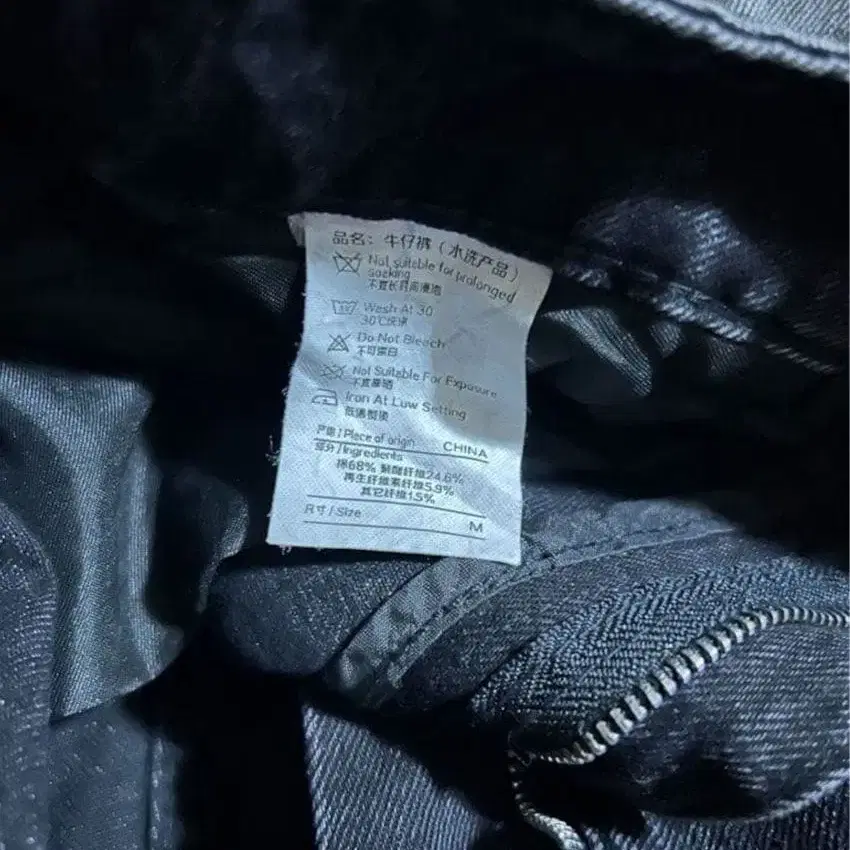 品名：牛仔裤（水洗产品）
Not suitable for prolonged
soaking
不宜长时间浸泡
Wash At 30
30℃洗涤
Do Not Bleach
不可漂白
Not Suitable For Exposure
不宜暴晒
Iron At Low Setting
低温熨烫
产地 / Place of origin CHINA
成分 / Ingredients
棉68% 聚酯纤维24.6%
再生纤维素纤维5.9%
其它纤维1.5%
尺寸 / Size M